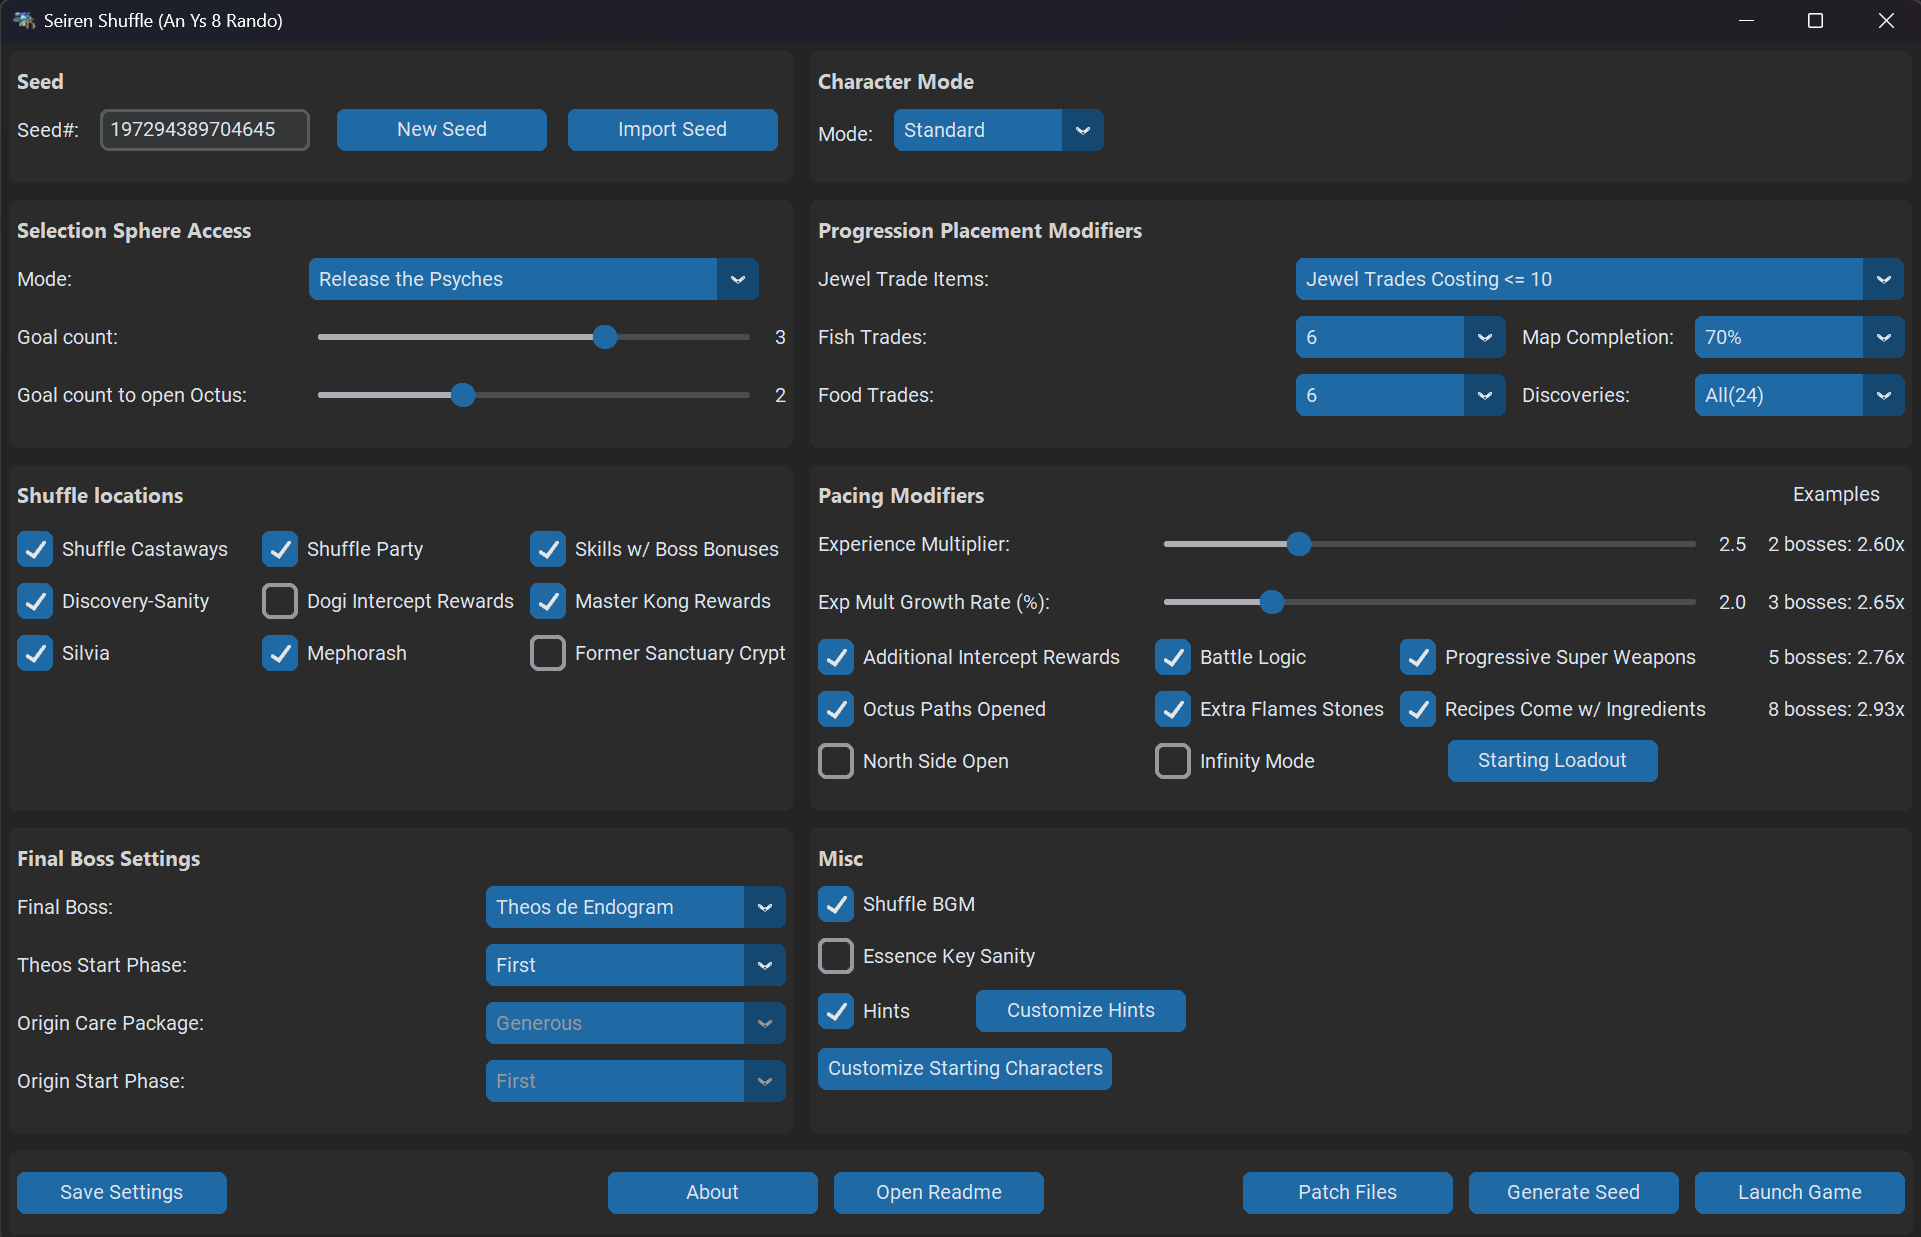 Seiren Shuffle (An Ys 8 Rando)
Seed
Seed#: 197294389704645 New Seed Import Seed
Character Mode
Mode: Standard
Selection Sphere Access
Mode: Release the Psyches
Goal count: 3
Goal count to open Octus: 2
Progression Placement Modifiers
Jewel Trade Items: Jewel Trades Costing <= 10
Fish Trades: 6 Map Completion: 70%
Food Trades: 6 Discoveries: All(24)
Shuffle locations
Shuffle Castaways Shuffle Party Skills w/ Boss Bonuses
Discovery-Sanity Dogi Intercept Rewards Master Kong Rewards
Silvia Mephorash Former Sanctuary Crypt
Pacing Modifiers Examples
Experience Multiplier: 2.5 2 bosses: 2.60x
Exp Mult Growth Rate (%): 2.0 3 bosses: 2.65x
Additional Intercept Rewards Battle Logic Progressive Super Weapons 5 bosses: 2.76x
Octus Paths Opened Extra Flames Stones Recipes Come w/ Ingredients 8 bosses: 2.93x
North Side Open Infinity Mode Starting Loadout
Final Boss Settings
Final Boss: Theos de Endogram
Theos Start Phase: First
Origin Care Package: Generous
Origin Start Phase: First
Misc
Shuffle BGM
Essence Key Sanity
Hints Customize Hints
Customize Starting Characters
Save Settings About Open Readme Patch Files Generate Seed Launch Game